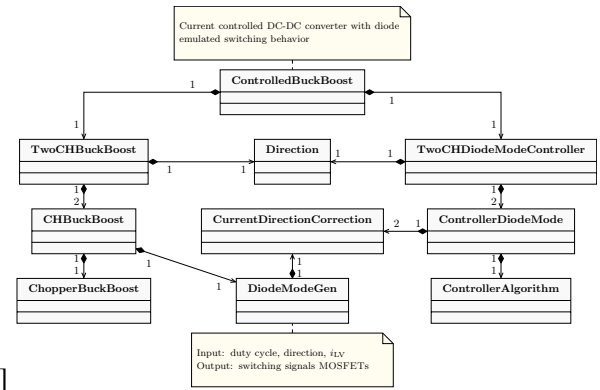 Current controlled DC-DC converter with diode
emulated switching behavior
ControlledBuckBoost
1
1
1
1
TwoCHBuckBoost
Direction
TwoCHDiodeModeController
1
1
1
1
1
2
1
2
CHBuckBoost
CurrentDirectionCorrection
ControllerDiodeMode
2
1
1
1
1
1
1
1
1
1
ChopperBuckBoost
DiodeModeGen
ControllerAlgorithm
Input: duty cycle, direction, iLV
Output: switching signals MOSFETs
]